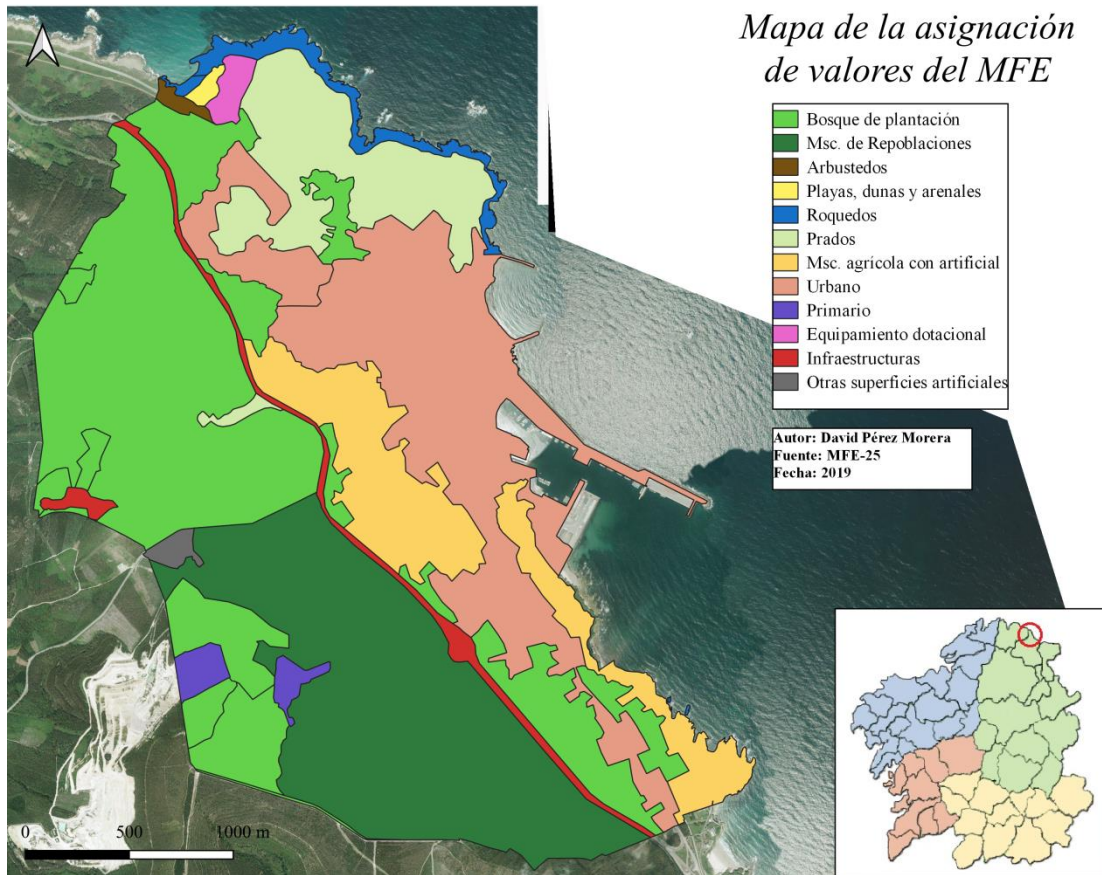 Mapa de la asignación
de valores del MFE
Bosque de plantación
Msc. de Repoblaciones
Arbustedos
Playas, dunas y arenales
Roquedos
Prados
Msc. agrícola con artificial
Urbano
Primario
Equipamiento dotacional
Infraestructuras
Otras superficies artificiales
Autor: David Pérez Morera
Fuente: MFE-25
Fecha: 2019
0 500 1000 m